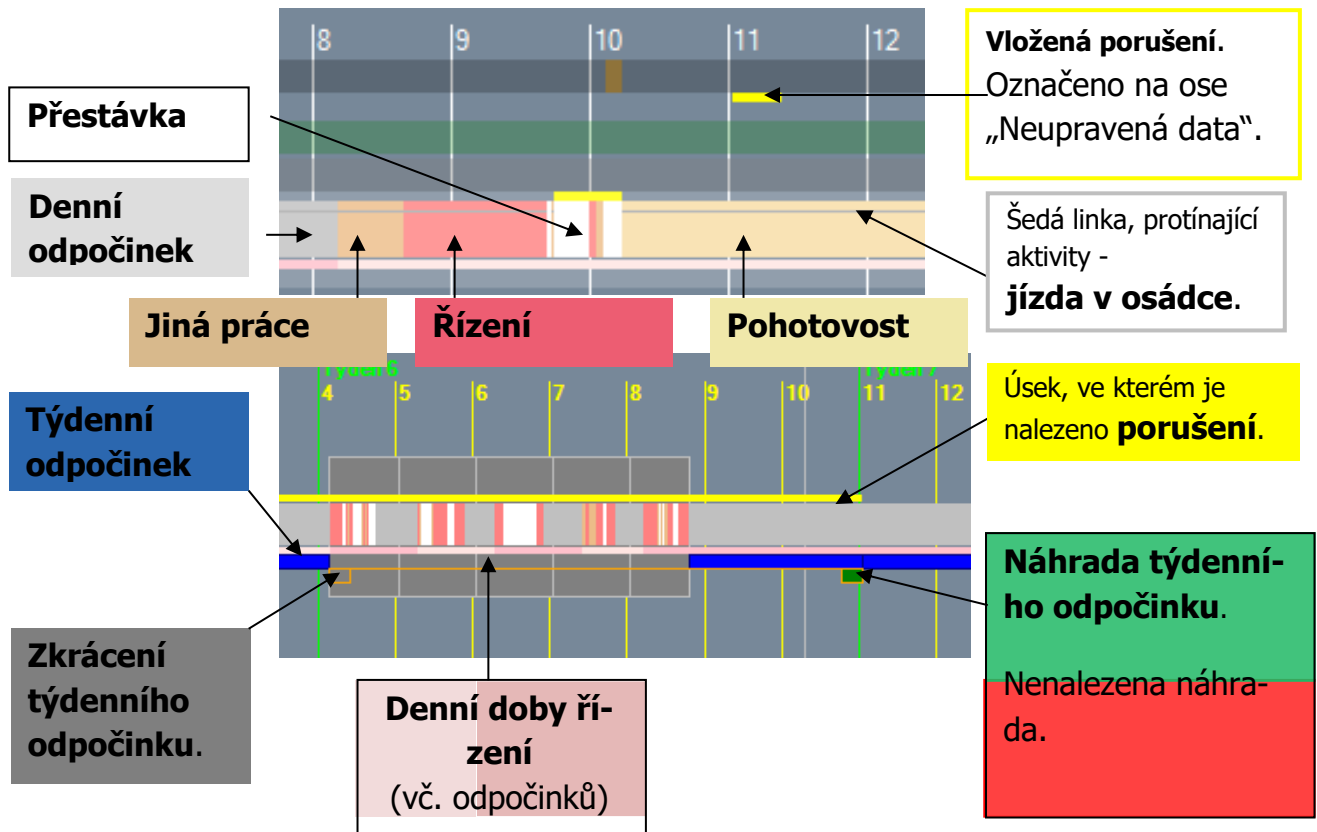 8 9 10 11 12
Vložená porušení.
Označeno na ose
„Neupravená data“.
Přestávka
Denní
odpočinek
Šedá linka, protínající
aktivity -
jízda v osádce.
Jiná práce
Řízení
Pohotovost
Týden 6
Týden 7
4 5 6 7 8 9 10 11 12
Týdenní
odpočinek
Úsek, ve kterém je
nalezeno porušení.
Náhrada týdenní-
ho odpočinku.
Nenalezena náhra-
da.
Zkrácení
týdenního
odpočinku.
Denní doby ří-
zení
(vč. odpočinků)